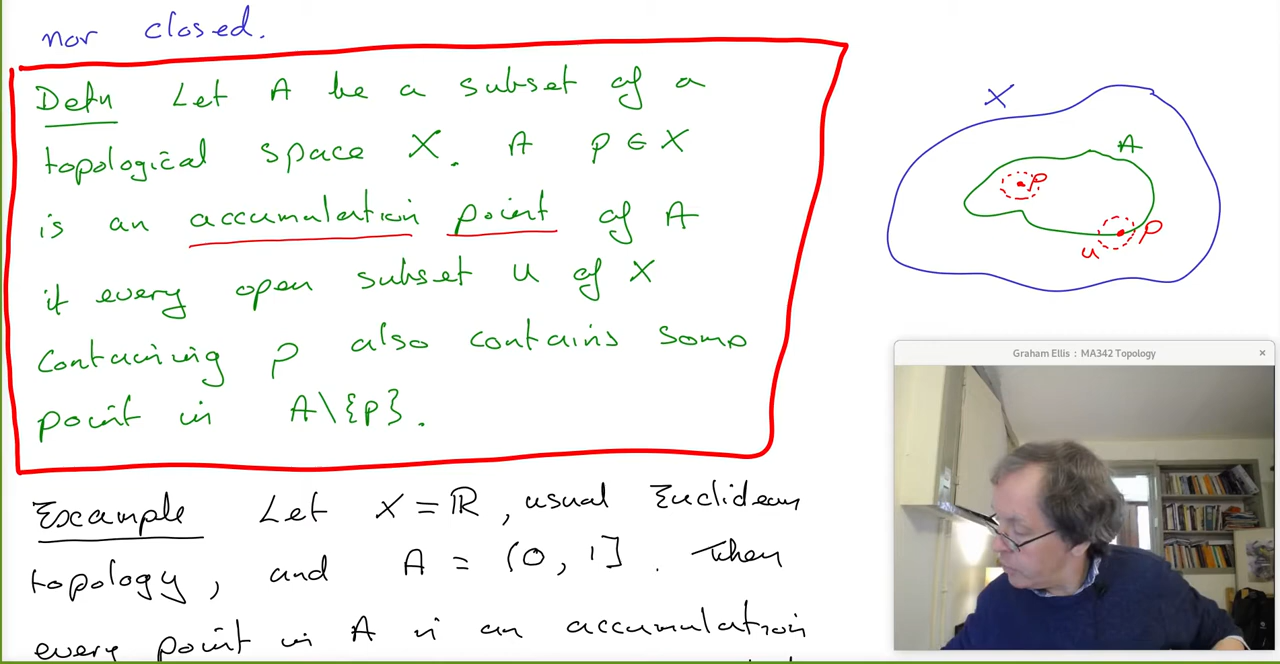 nor closed.
Defn Let A be a subset of a
topological space X. A p ∈ X
is an accumulation point of A
if every open subset U of X
containing p also contains some
point in A\{p}.
Example Let X = ℝ, usual Euclidean
topology, and A = (0, 1]. Then
every point in A is an accumulation
X
A
p
p
u
Graham Ellis : MA342 Topology